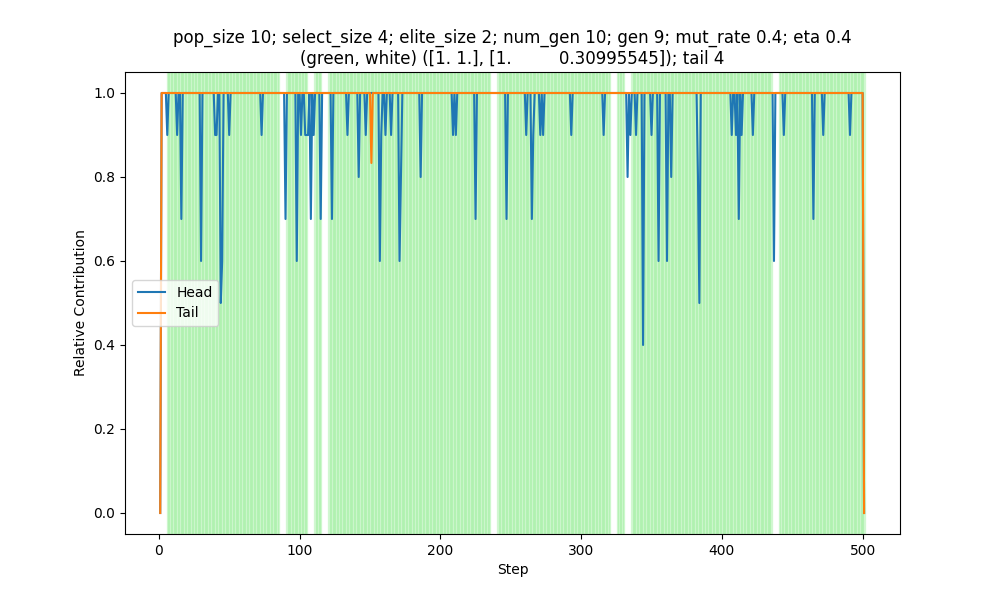 pop_size 10; select_size 4; elite_size 2; num_gen 10; gen 9; mut_rate 0.4; eta 0.4
(green, white) ([1. 1.], [1.         0.30995545]); tail 4
1.0
0.8
0.6
0.4
0.2
0.0
Relative Contribution
Head
Tail
0 100 200 300 400 500
Step